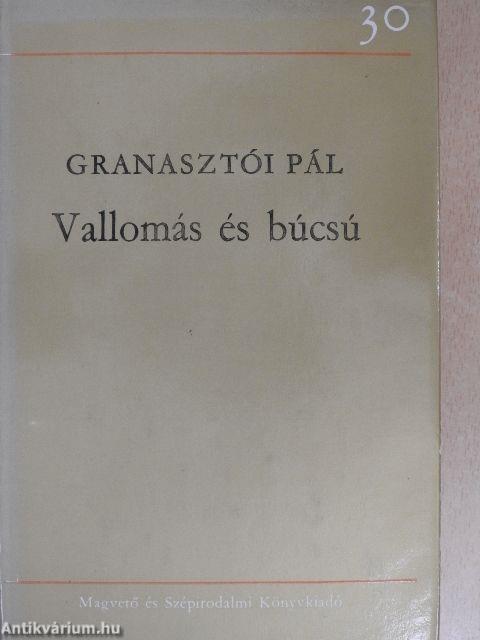 30
GRANASZTÓI PÁL
Vallomás és búcsú
Magvető és Szépirodalmi Könyvkiadó
Antikvárium.hu